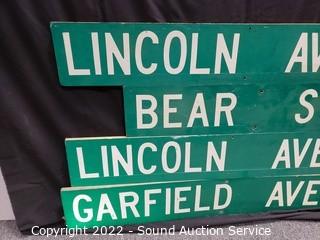 LINCOLN AV
BEAR S
LINCOLN AVE
GARFIELD AVE
Copyright 2022 - Sound Auction Service